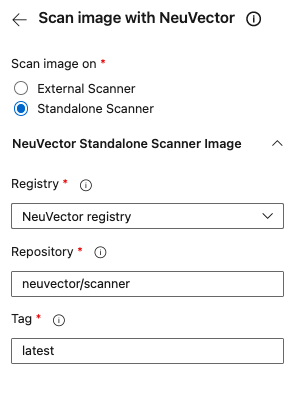 Scan image with NeuVector
Scan image on *
External Scanner
Standalone Scanner
NeuVector Standalone Scanner Image
Registry *
NeuVector registry
Repository *
neuvector/scanner
Tag *
latest